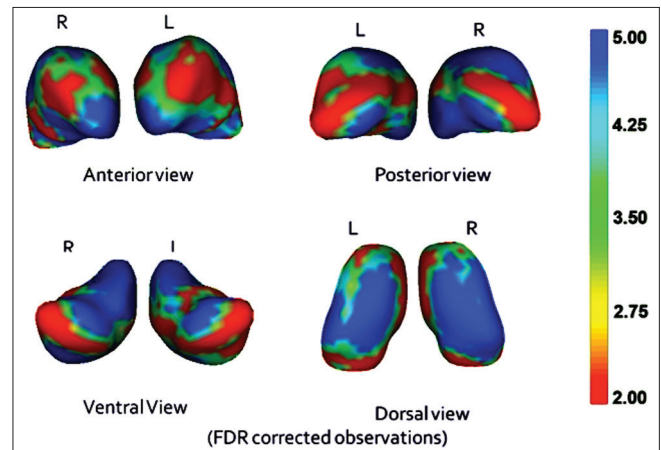 R L
L R
5.00
4.25
3.50
2.75
2.00
Anterior view
Posterior view
R I
L R
Ventral View
Dorsal view
(FDR corrected observations)